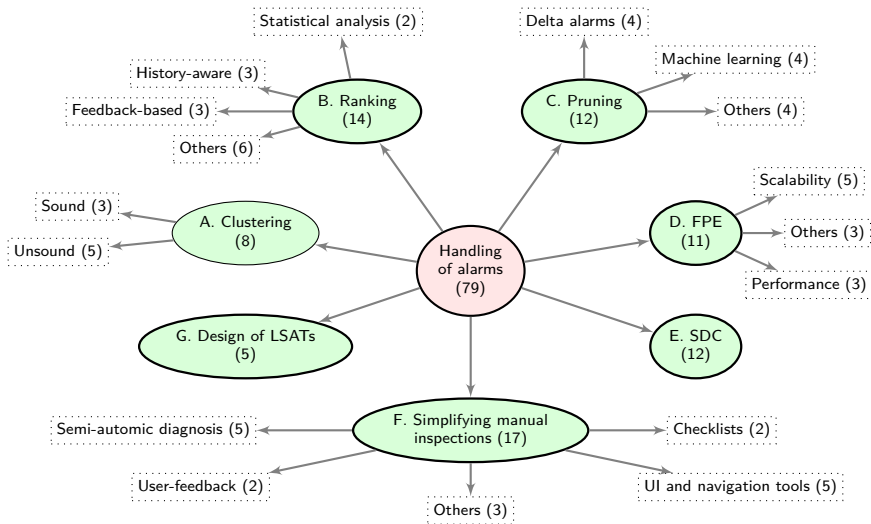 Statistical analysis (2)
Delta alarms (4)
History-aware (3)
Machine learning (4)
Feedback-based (3)
B. Ranking
(14)
C. Pruning
(12)
Others (4)
Others (6)
Scalability (5)
Sound (3)
A. Clustering
(8)
D. FPE
(11)
Others (3)
Unsound (5)
Handling
of alarms
(79)
Performance (3)
G. Design of LSATs
(5)
E. SDC
(12)
Semi-automic diagnosis (5)
F. Simplifying manual
inspections (17)
Checklists (2)
User-feedback (2)
Others (3)
UI and navigation tools (5)